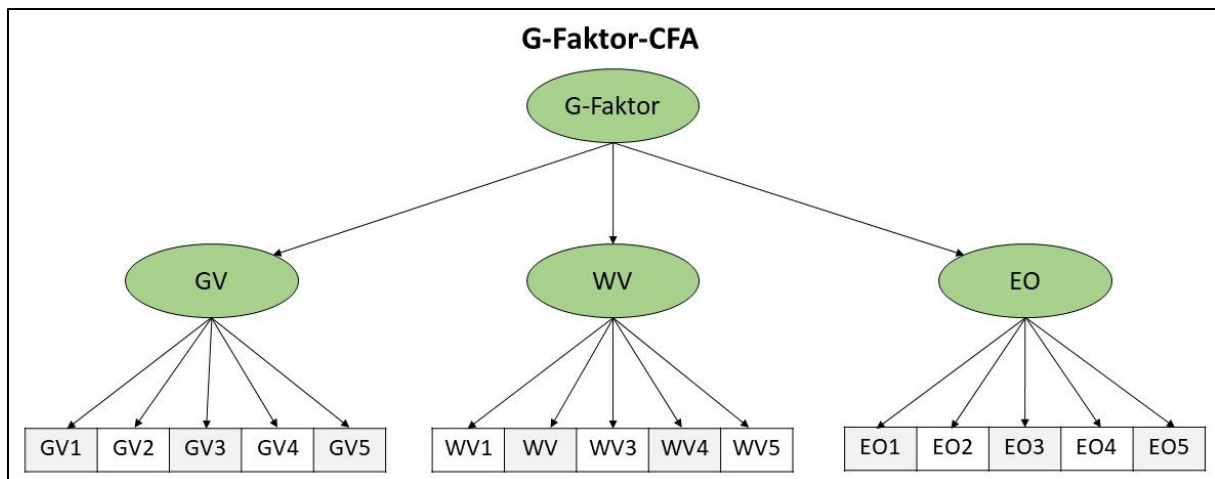 G-Faktor-CFA
G-Faktor
GV WV EO
GV1 GV2 GV3 GV4 GV5 WV1 WV WV3 WV4 WV5 EO1 EO2 EO3 EO4 EO5